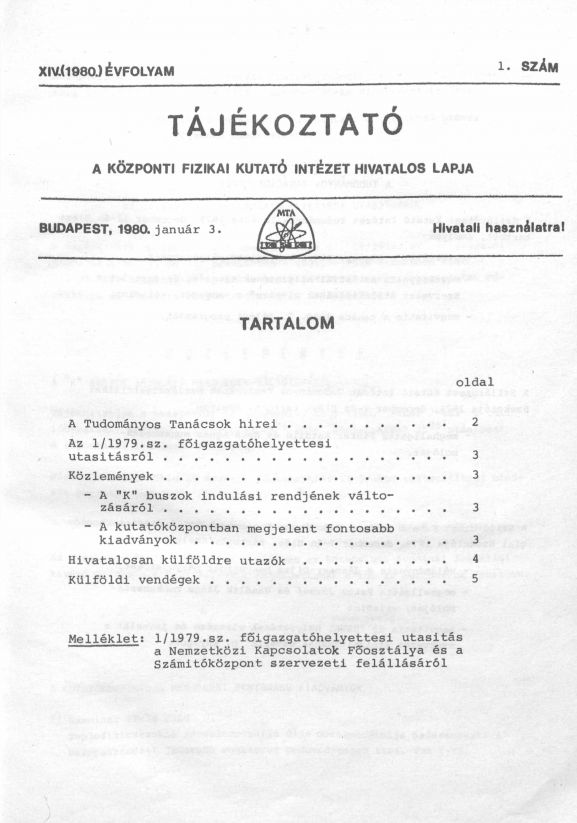 XIV.(1980.) ÉVFOLYAM
1. SZÁM
TÁJÉKOZTATÓ
A KÖZPONTI FIZIKAI KUTATÓ INTÉZET HIVATALOS LAPJA
MTA
BUDAPEST, 1980. január 3.
Hivatali használatra!
TARTALOM
oldal
A Tudományos Tanácsok hirei . . . . . . . . . . . 2
Az 1/1979.sz. főigazgatóhelyettesi
utasitásról . . . . . . . . . . . . . . . . . . 3
Közlemények . . . . . . . . . . . . . . . . . . 3
- A "K" buszok indulási rendjének válto-
zásáról . . . . . . . . . . . . . . . . . . 3
- A kutatóközpontban megjelent fontosabb
kiadványok . . . . . . . . . . . . . . . . 3
Hivatalosan külföldre utazók . . . . . . . . . . 4
Külföldi vendégek . . . . . . . . . . . . . . . 5
Melléklet: 1/1979.sz. főigazgatóhelyettesi utasitás
a Nemzetközi Kapcsolatok Főosztálya és a
Számitóközpont szervezeti felállásáról